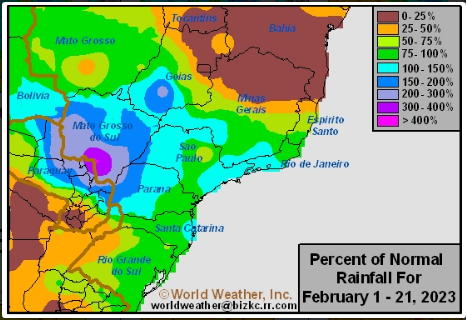 Tocantins
Bahia
Mato Grosso
Goias
Bolivia
Minas
Gerais
Espirito
Santo
Mato Grosso
do Sul
Sao
Paulo
Rio de Janeiro
Paraguay
Parana
Santa Catarina
Rio Grande
do Sul
0- 25%
25- 50%
50 - 75%
75- 100%
100 - 150%
150- 200%
200 - 300%
300 - 400%
> 400%
Percent of Normal
Rainfall For
February 1 - 21, 2023
©World Weather, Inc.
worldweather@bizkc.rr.com